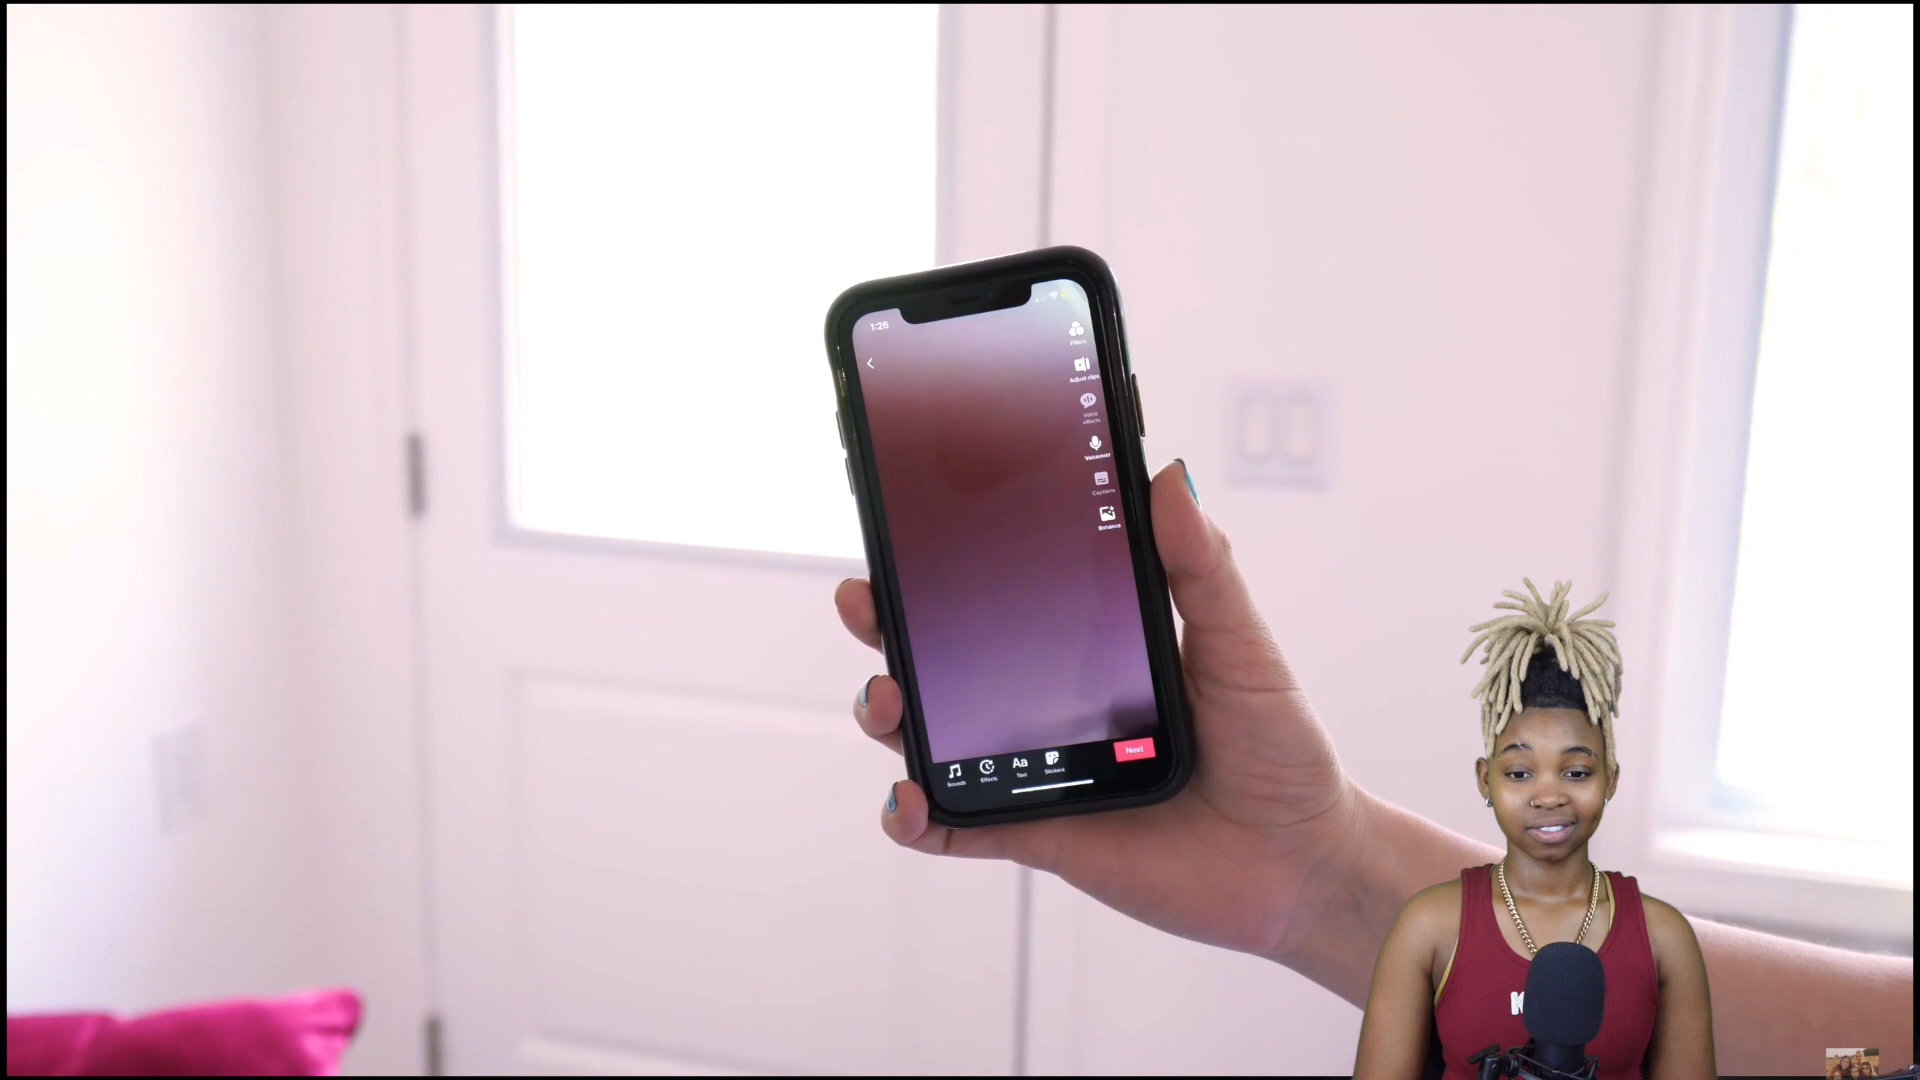 1:26
Filters
Adjust clips
Voice
effects
Voiceover
Captions
Enhance
Sounds
Effects
Aa
Text
Stickers
Next